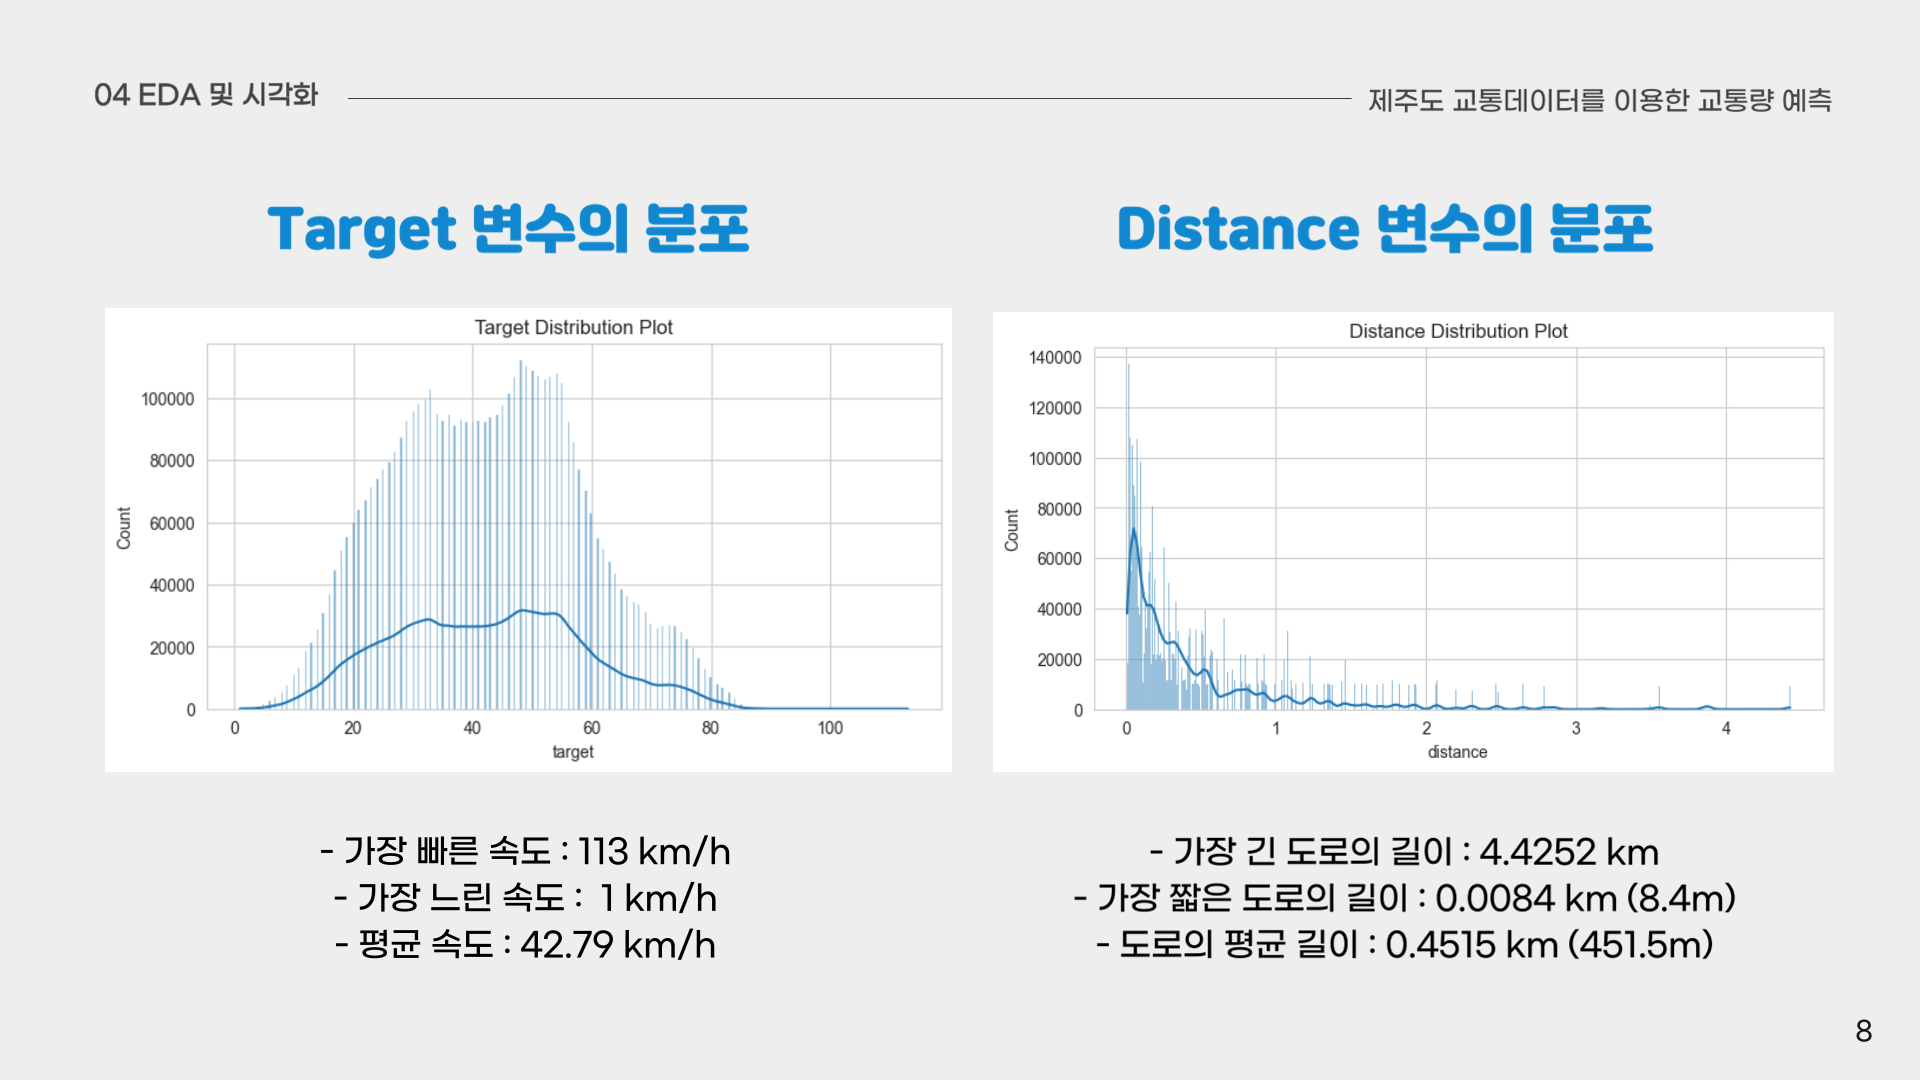 04 EDA 및 시각화
제주도 교통데이터를 이용한 교통량 예측
Target 변수의 분포
Target Distribution Plot
Count
100000
80000
60000
40000
20000
0
0 20 40 60 80 100
target
- 가장 빠른 속도 : 113 km/h
- 가장 느린 속도 : 1 km/h
- 평균 속도 : 42.79 km/h
Distance 변수의 분포
Distance Distribution Plot
Count
140000
120000
100000
80000
60000
40000
20000
0
0 1 2 3 4
distance
- 가장 긴 도로의 길이 : 4.4252 km
- 가장 짧은 도로의 길이 : 0.0084 km (8.4m)
- 도로의 평균 길이 : 0.4515 km (451.5m)
8